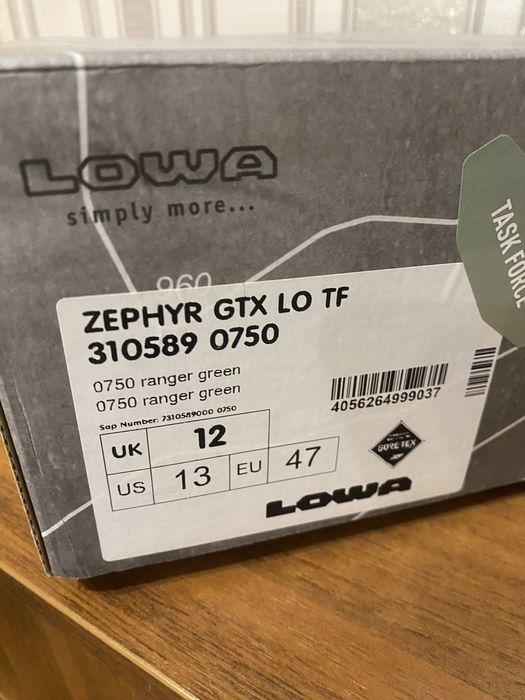 LOWA
simply more...
960
TASK FORCE
ZEPHYR GTX LO TF
310589 0750
0750 ranger green
0750 ranger green
Sap Number: 7310589000 0750
4056264999037
UK 12
US 13 EU 47
GORE-TEX
LOWA